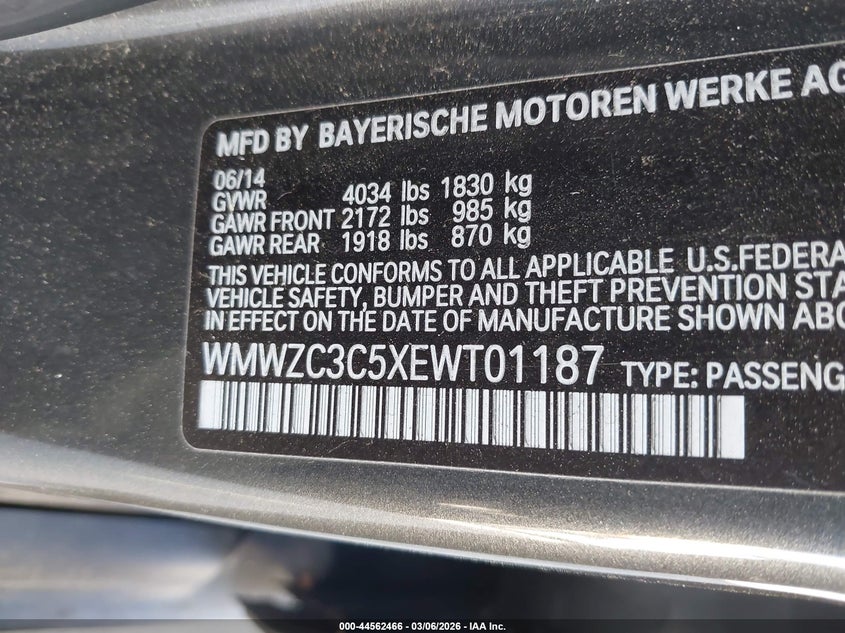 MFD BY BAYERISCHE MOTOREN WERKE AG
06/14
GVWR 4034 lbs 1830 kg
GAWR FRONT 2172 lbs 985 kg
GAWR REAR 1918 lbs 870 kg
THIS VEHICLE CONFORMS TO ALL APPLICABLE U.S.FEDERA
VEHICLE SAFETY, BUMPER AND THEFT PREVENTION STA
IN EFFECT ON THE DATE OF MANUFACTURE SHOWN ABO
WMWZC3C5XEWT01187 TYPE: PASSENG
000-44562466 - 03/06/2026 - IAA Inc.